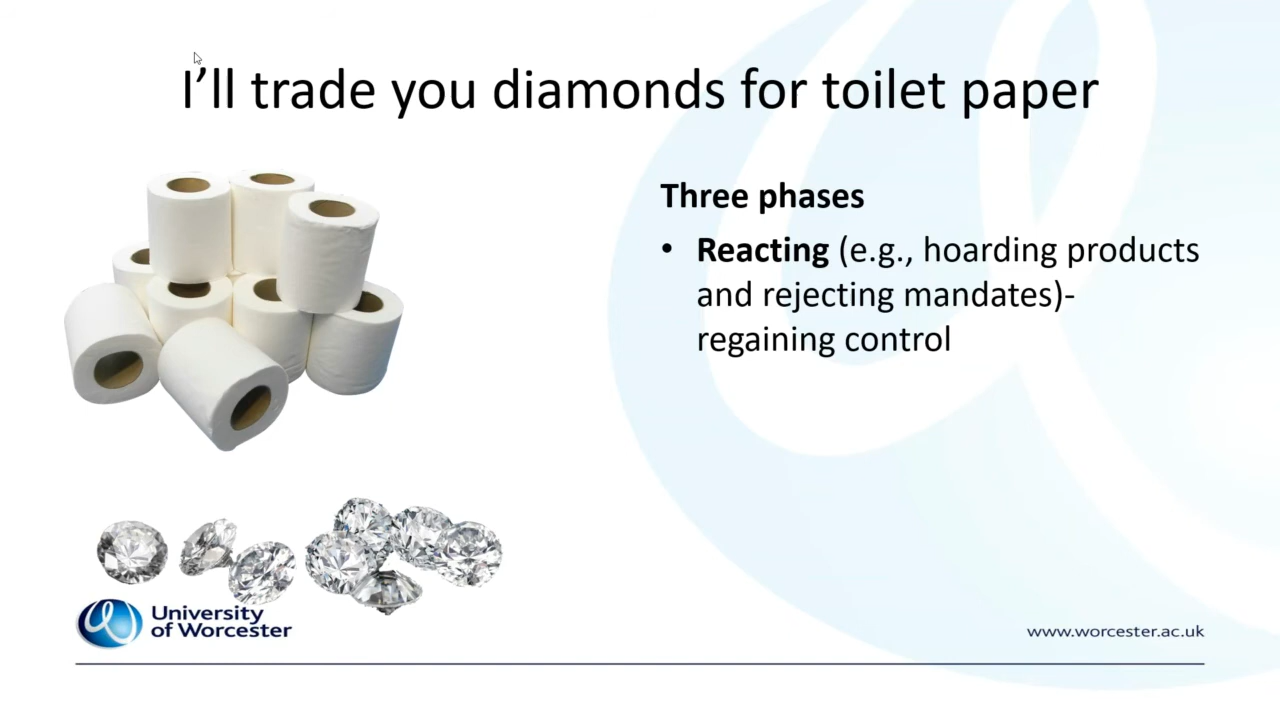 I’ll trade you diamonds for toilet paper
Three phases
• Reacting (e.g., hoarding products
and rejecting mandates)-
regaining control
University
of Worcester
www.worcester.ac.uk